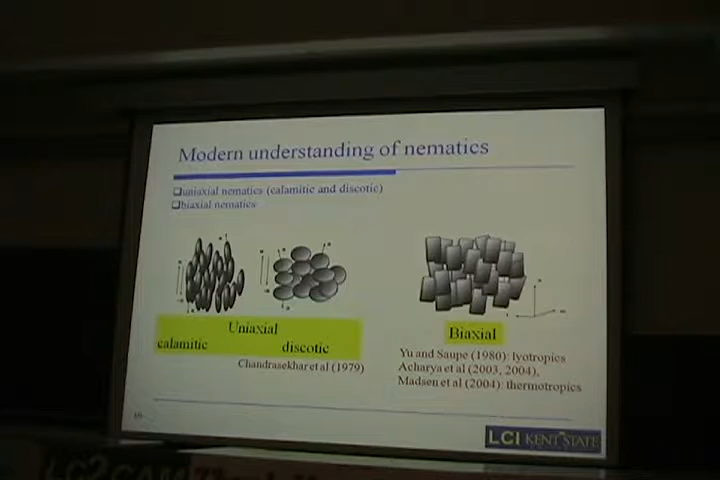 Modern understanding of nematics
❑uniaxial nematics (calamitic and discotic)
❑biaxial nematics
Uniaxial
calamitic discotic
Chandrasekhar et al (1979)
Biaxial
Yu and Saupe (1980): lyotropics
Acharya et al (2003, 2004),
Madsen et al (2004): thermotropics
LCI KENT STATE